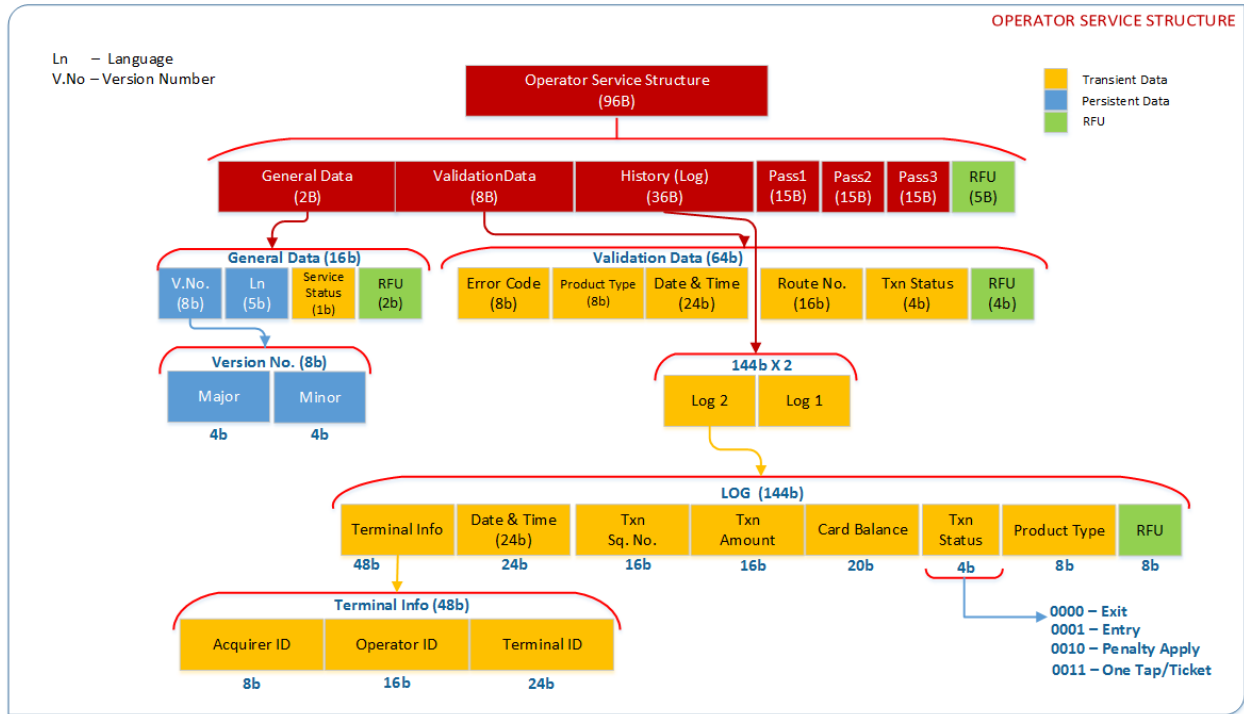 OPERATOR SERVICE STRUCTURE
Ln – Language
V.No – Version Number
Operator Service Structure
(96B)
Transient Data
Persistent Data
RFU
General Data
(2B)
ValidationData
(8B)
History (Log)
(36B)
Pass1
(15B)
Pass2
(15B)
Pass3
(15B)
RFU
(5B)
General Data (16b)
V.No.
(8b)
Ln
(5b)
Service
Status
(1b)
RFU
(2b)
Validation Data (64b)
Error Code
(8b)
Product Type
(8b)
Date & Time
(24b)
Route No.
(16b)
Txn Status
(4b)
RFU
(4b)
Version No. (8b)
Major
Minor
4b
4b
144b X 2
Log 2
Log 1
LOG (144b)
Terminal Info
Date & Time
(24b)
Txn
Sq. No.
Txn
Amount
Card Balance
Txn
Status
Product Type
RFU
48b
24b
16b
16b
20b
4b
8b
8b
Terminal Info (48b)
Acquirer ID
Operator ID
Terminal ID
8b
16b
24b
0000 – Exit
0001 – Entry
0010 – Penalty Apply
0011 – One Tap/Ticket